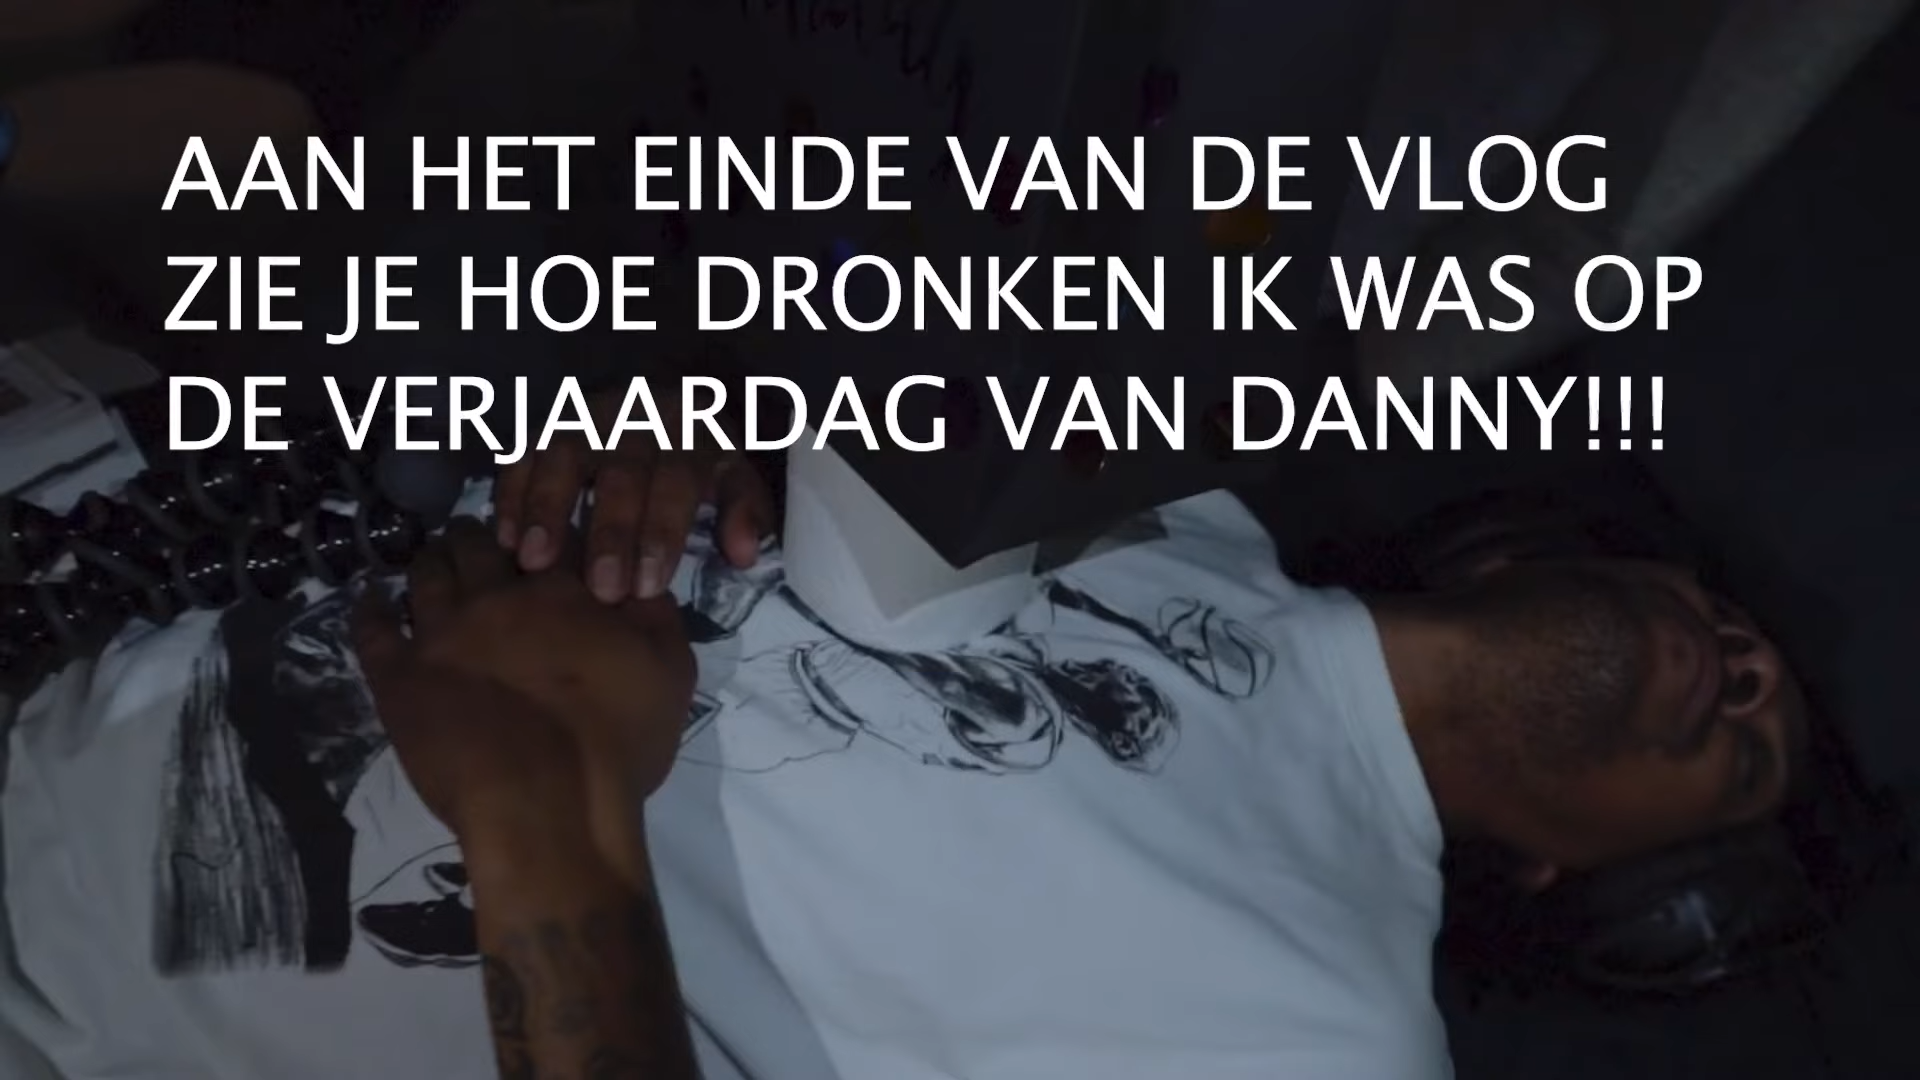 AAN HET EINDE VAN DE VLOG
ZIE JE HOE DRONKEN IK WAS OP
DE VERJAARDAG VAN DANNY!!!